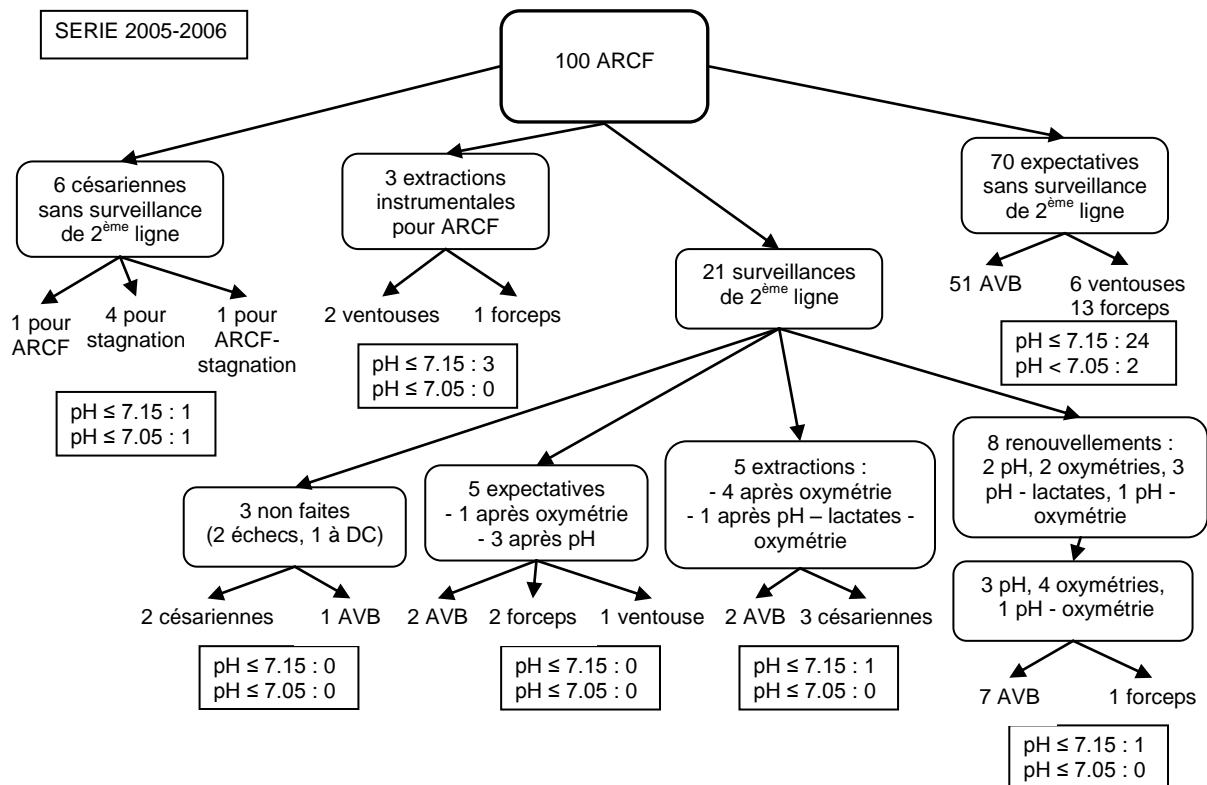 SERIE 2005-2006
100 ARCF
6 césariennes
sans surveillance
de 2ème ligne
3 extractions
instrumentales
pour ARCF
70 expectatives
sans surveillance
de 2ème ligne
21 surveillances
de 2ème ligne
1 pour
ARCF
4 pour
stagnation
1 pour
ARCF-
stagnation
pH ≤ 7.15 : 1
pH ≤ 7.05 : 1
2 ventouses
1 forceps
pH ≤ 7.15 : 3
pH ≤ 7.05 : 0
51 AVB
6 ventouses
13 forceps
pH ≤ 7.15 : 24
pH < 7.05 : 2
3 non faites
(2 échecs, 1 à DC)
5 expectatives
- 1 après oxymétrie
- 3 après pH
5 extractions :
- 4 après oxymétrie
- 1 après pH – lactates -
oxymétrie
8 renouvellements :
2 pH, 2 oxymétries, 3
pH - lactates, 1 pH -
oxymétrie
3 pH, 4 oxymétries,
1 pH - oxymétrie
2 césariennes
1 AVB
pH ≤ 7.15 : 0
pH ≤ 7.05 : 0
2 AVB
2 forceps
1 ventouse
pH ≤ 7.15 : 0
pH ≤ 7.05 : 0
2 AVB
3 césariennes
pH ≤ 7.15 : 1
pH ≤ 7.05 : 0
7 AVB
1 forceps
pH ≤ 7.15 : 1
pH ≤ 7.05 : 0